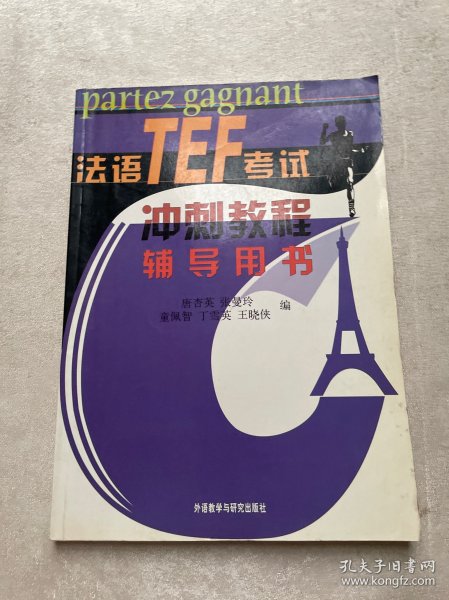 partez gagnant
法语TEF考试
冲刺教程
辅导用书
唐杏英 张曼玲
童佩智 丁雪英 王晓侠 编
外语教学与研究出版社
孔夫子旧书网
www.kongfz.com